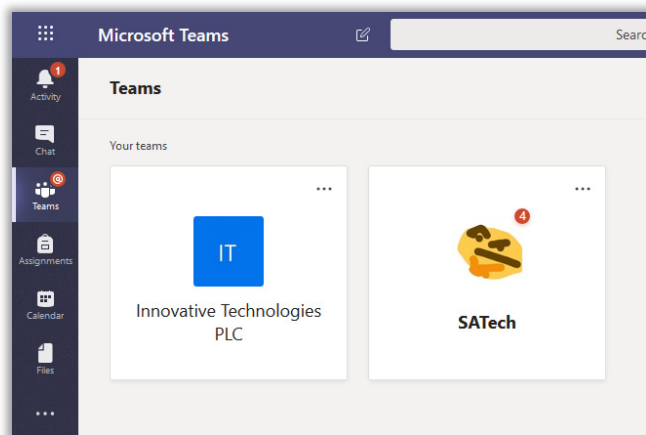 Microsoft Teams
Searc
1
Activity
Chat
@
Teams
Assignments
Calendar
Files
Teams
Your teams
IT
Innovative Technologies
PLC
4
SATech